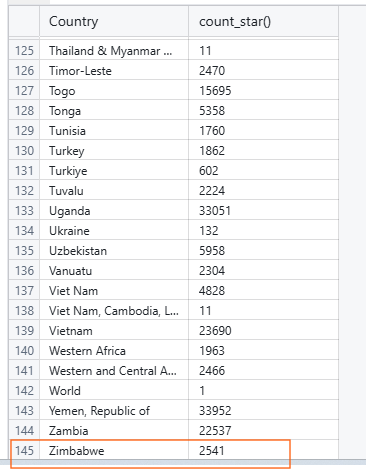 Country count_star()
125 Thailand & Myanmar ... 11
126 Timor-Leste 2470
127 Togo 15695
128 Tonga 5358
129 Tunisia 1760
130 Turkey 1862
131 Turkiye 602
132 Tuvalu 2224
133 Uganda 33051
134 Ukraine 132
135 Uzbekistan 5958
136 Vanuatu 2304
137 Viet Nam 4828
138 Viet Nam, Cambodia, L... 11
139 Vietnam 23690
140 Western Africa 1963
141 Western and Central A... 2466
142 World 1
143 Yemen, Republic of 33952
144 Zambia 22537
145 Zimbabwe 2541